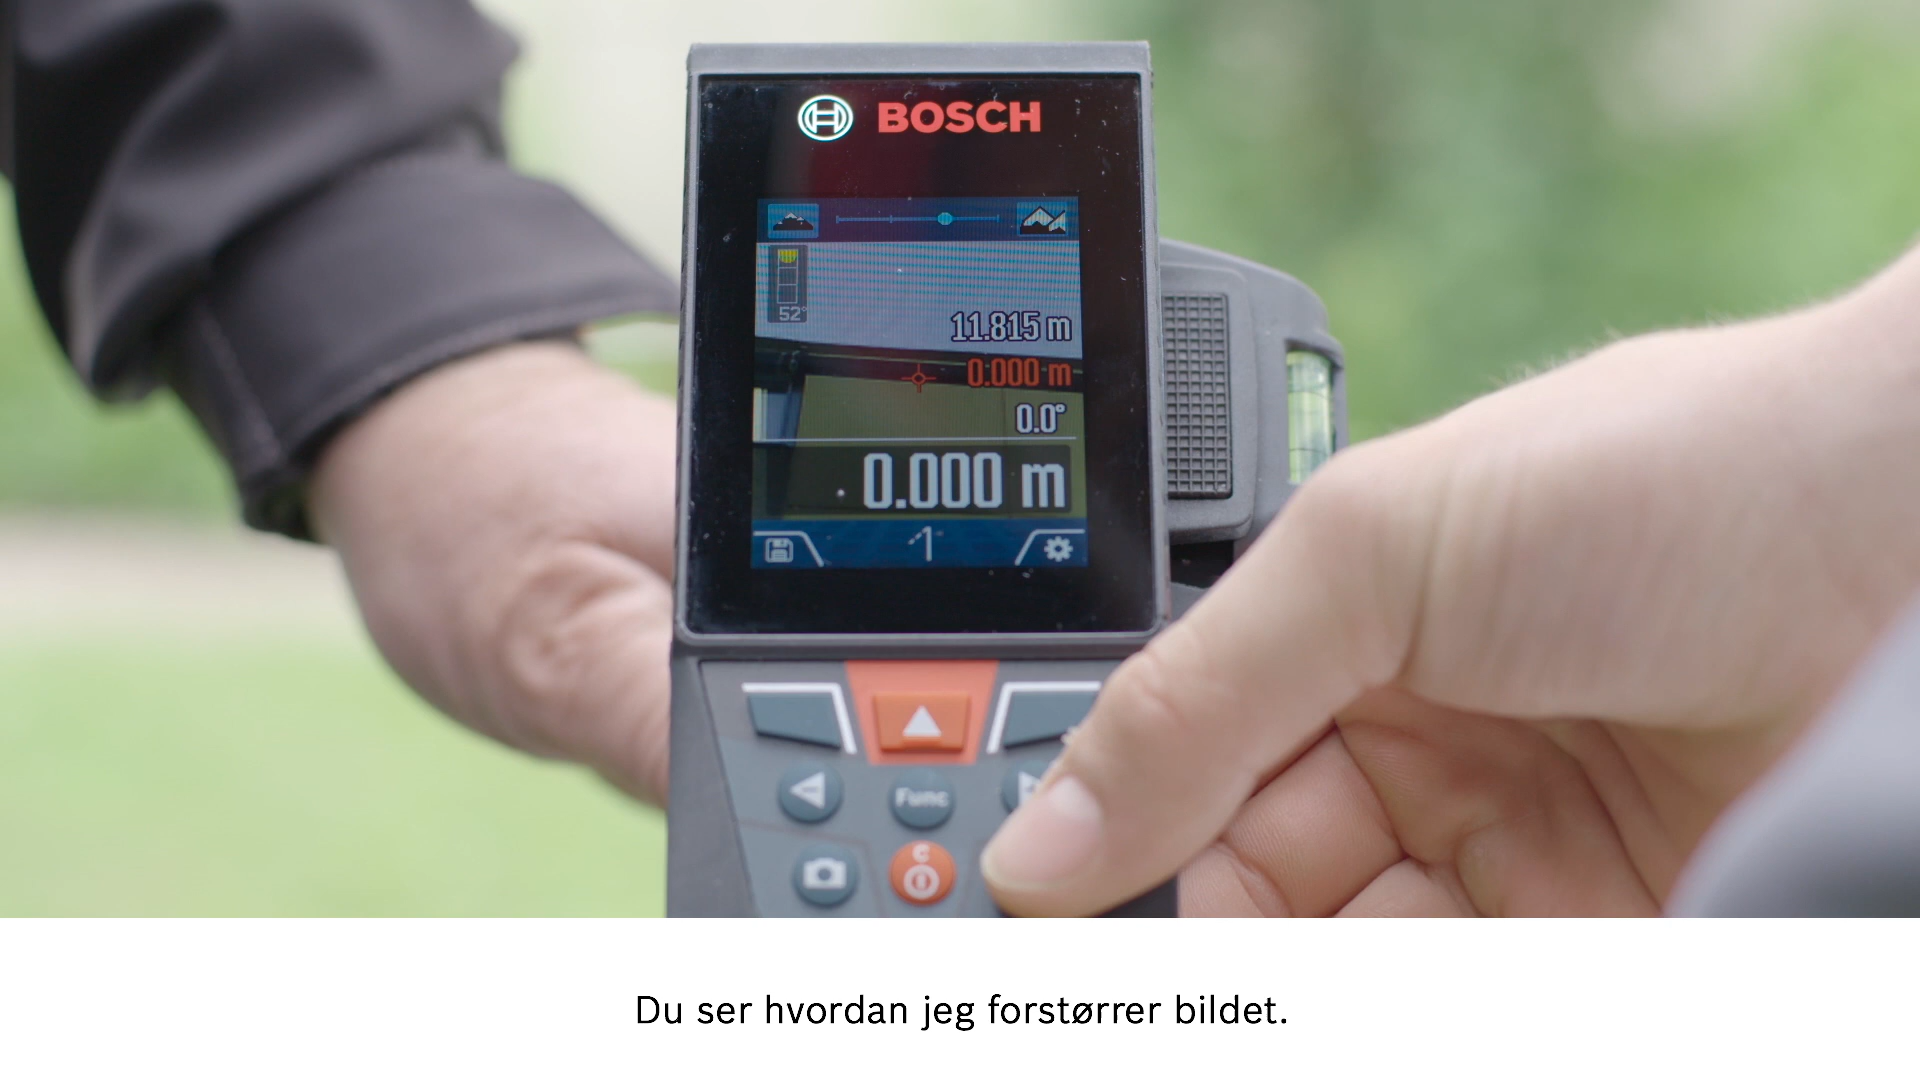 BOSCH
52°
11.815 m
0.000 m
0.0°
0.000 m
1
Func
C
Du ser hvordan jeg forstørrer bildet.